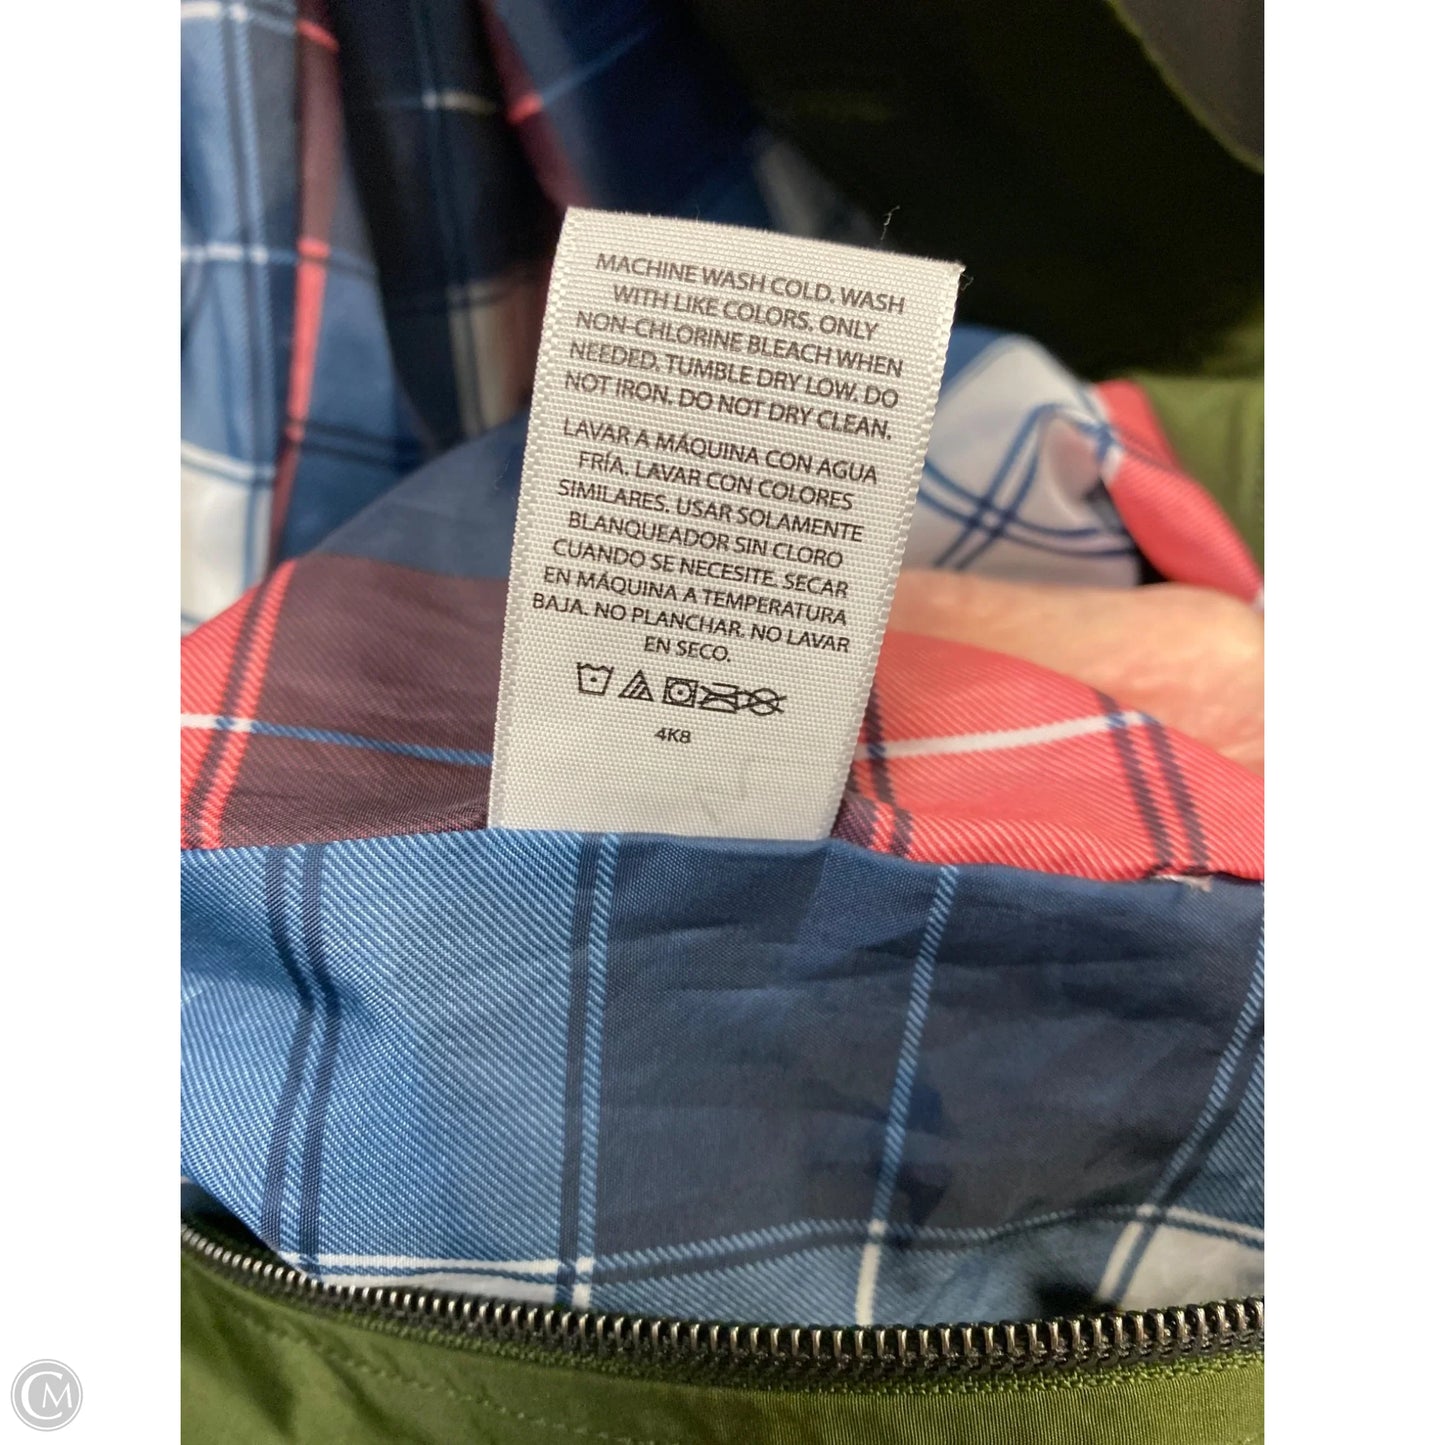 MACHINE WASH COLD. WASH
WITH LIKE COLORS. ONLY
NON-CHLORINE BLEACH WHEN
NEEDED. TUMBLE DRY LOW. DO
NOT IRON. DO NOT DRY CLEAN.
LAVAR A MÁQUINA CON AGUA
FRÍA. LAVAR CON COLORES
SIMILARES. USAR SOLAMENTE
BLANQUEADOR SIN CLORO
CUANDO SE NECESITE. SECAR
EN MÁQUINA A TEMPERATURA
BAJA. NO PLANCHAR. NO LAVAR
EN SECO.
4K8
CM